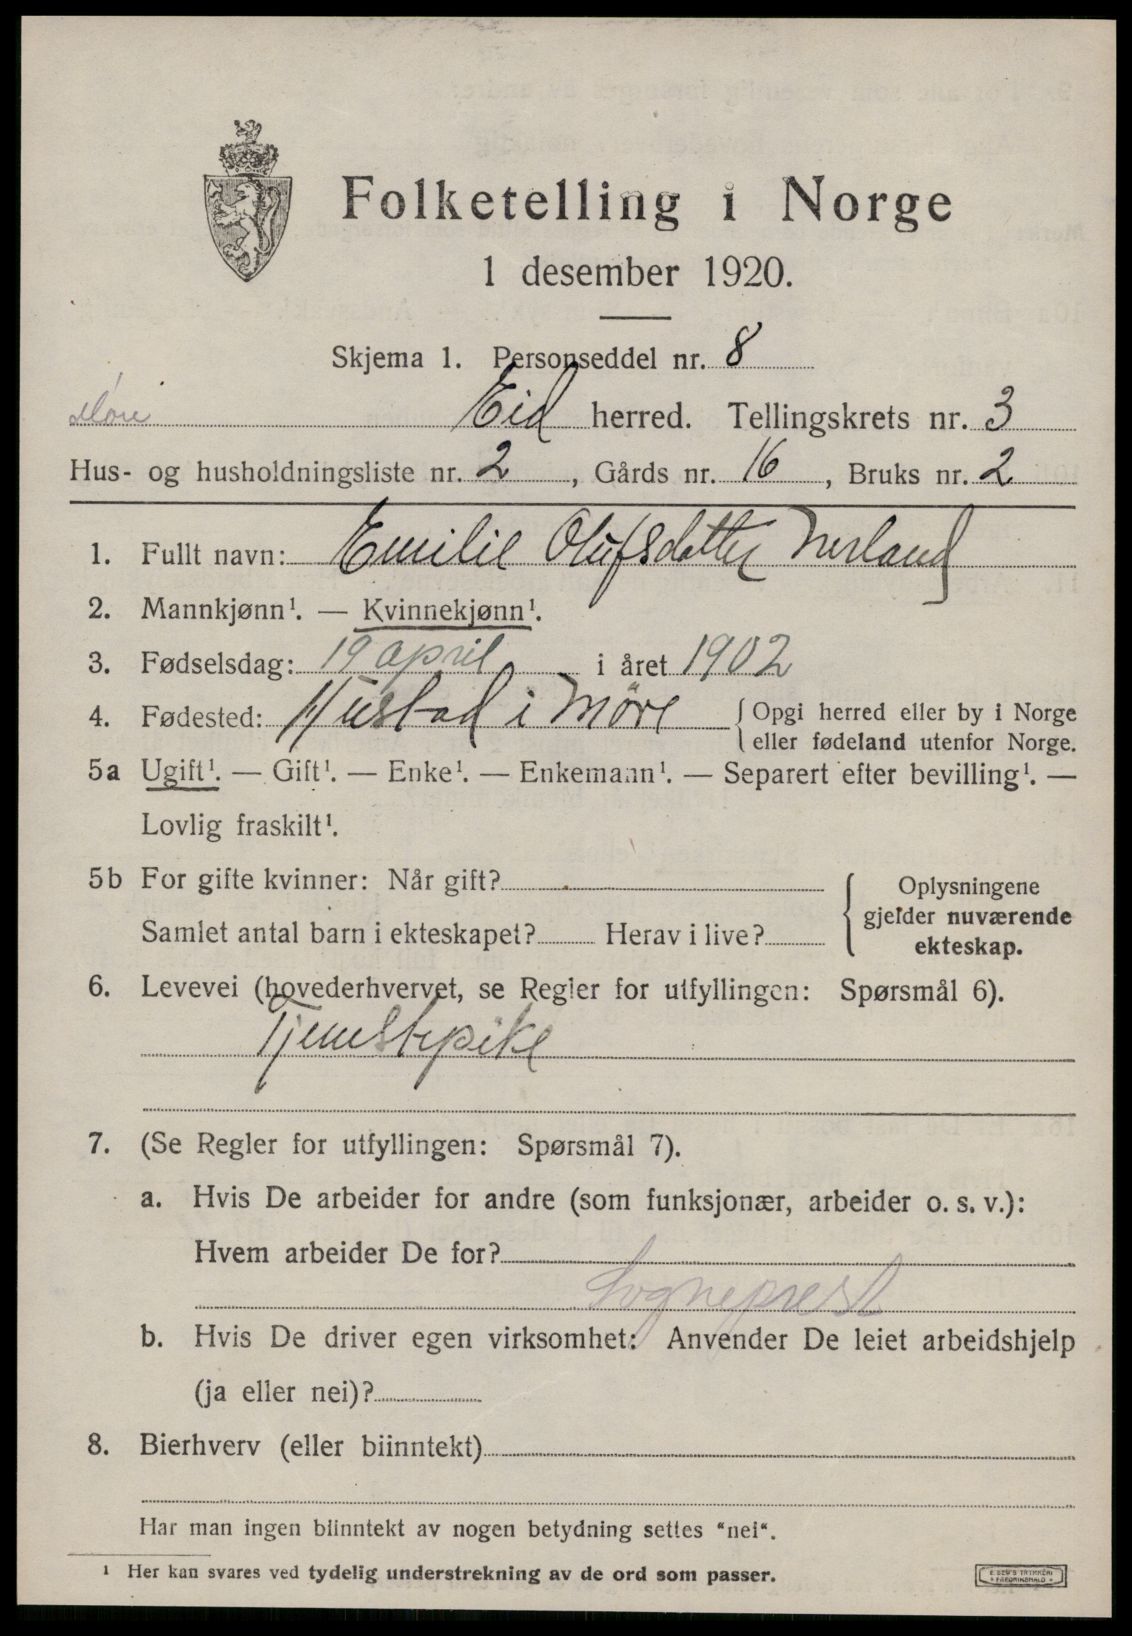 Folketelling i Norge
1 desember 1920.
Skjema 1. Personseddel nr. 8
Møre Eid herred. Tellingskrets nr. 3
Hus- og husholdningsliste nr. 2, Gårds nr. 16, Bruks nr. 2
1. Fullt navn: Emilie Olufsdatter Nerland
2. Mannkjønn¹. — Kvinnekjønn¹.
3. Fødselsdag: 19 april i året 1902
4. Fødested: Hustad i Møre {Opgi herred eller by i Norge
eller fødeland utenfor Norge.
5a Ugift¹. — Gift¹. — Enke¹. — Enkemann¹. — Separert efter bevilling¹. —
Lovlig fraskilt¹.
5b For gifte kvinner: Når gift?
Samlet antal barn i ekteskapet? Herav i live?
{Oplysningene
gjelder nuværende
ekteskap.
6. Levevei (hovederhvervet, se Regler for utfyllingen: Spørsmål 6).
Tjenestepike
7. (Se Regler for utfyllingen: Spørsmål 7).
a. Hvis De arbeider for andre (som funksjonær, arbeider o. s. v.):
Hvem arbeider De for?
Sogneprest
b. Hvis De driver egen virksomhet: Anvender De leiet arbeidshjelp
(ja eller nei)?
8. Bierhverv (eller biinntekt)
Har man ingen biinntekt av nogen betydning settes "nei".
¹ Her kan svares ved tydelig understrekning av de ord som passer.
E. SEM'S TRYKKERI
FREDRIKSHALD